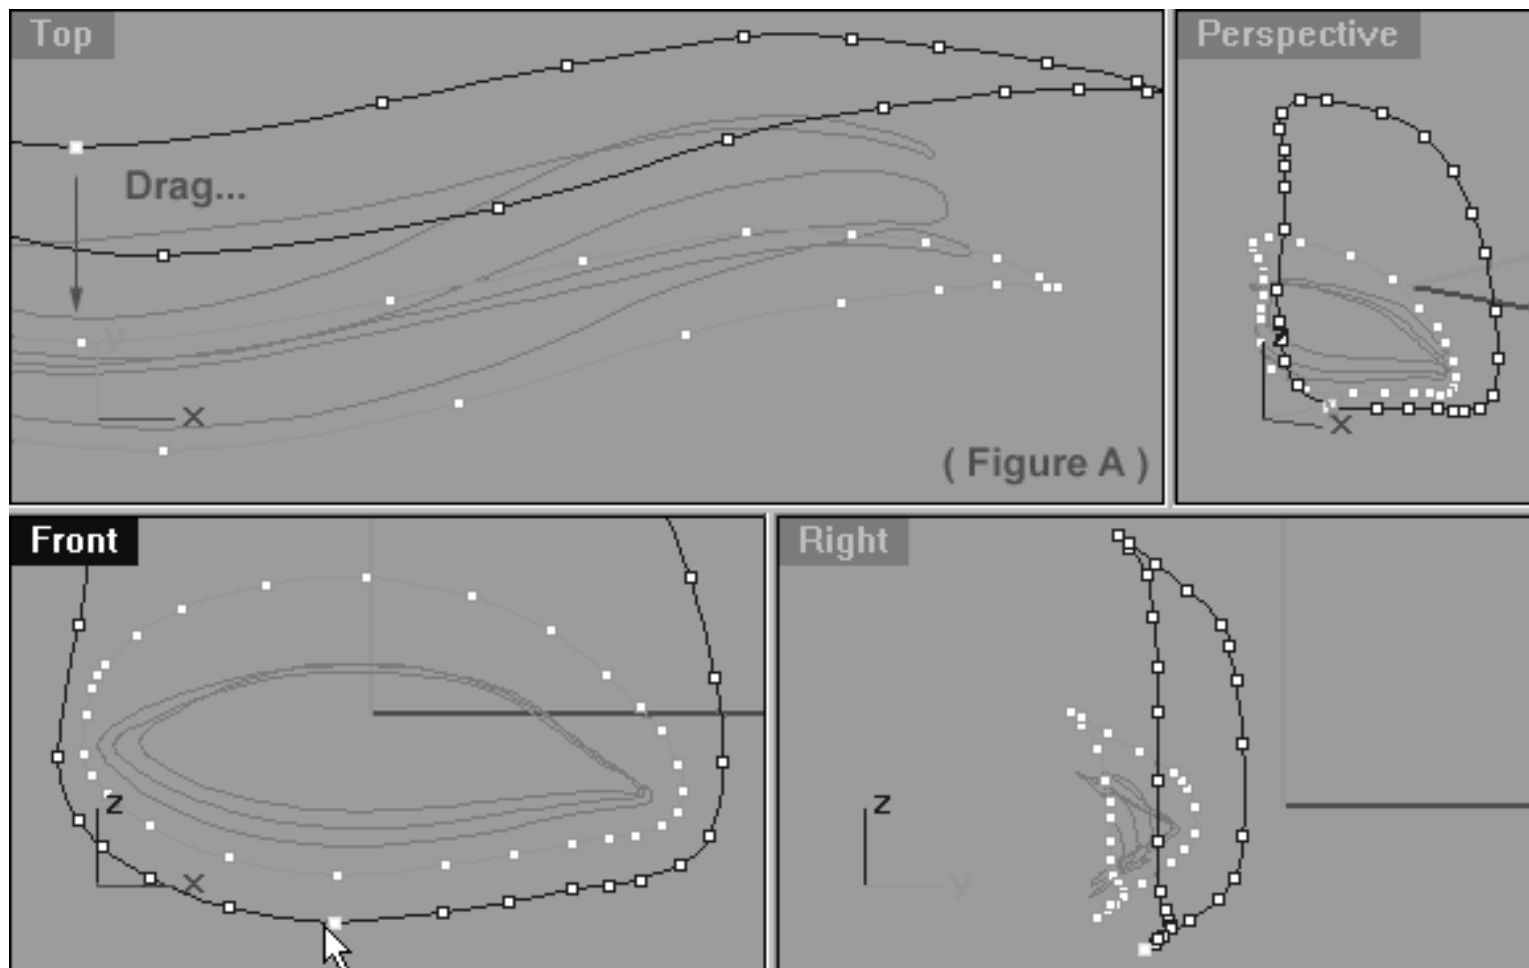 Top
Perspective
Drag...
y
x
( Figure A )
x
Front
Right
z
x
z
y